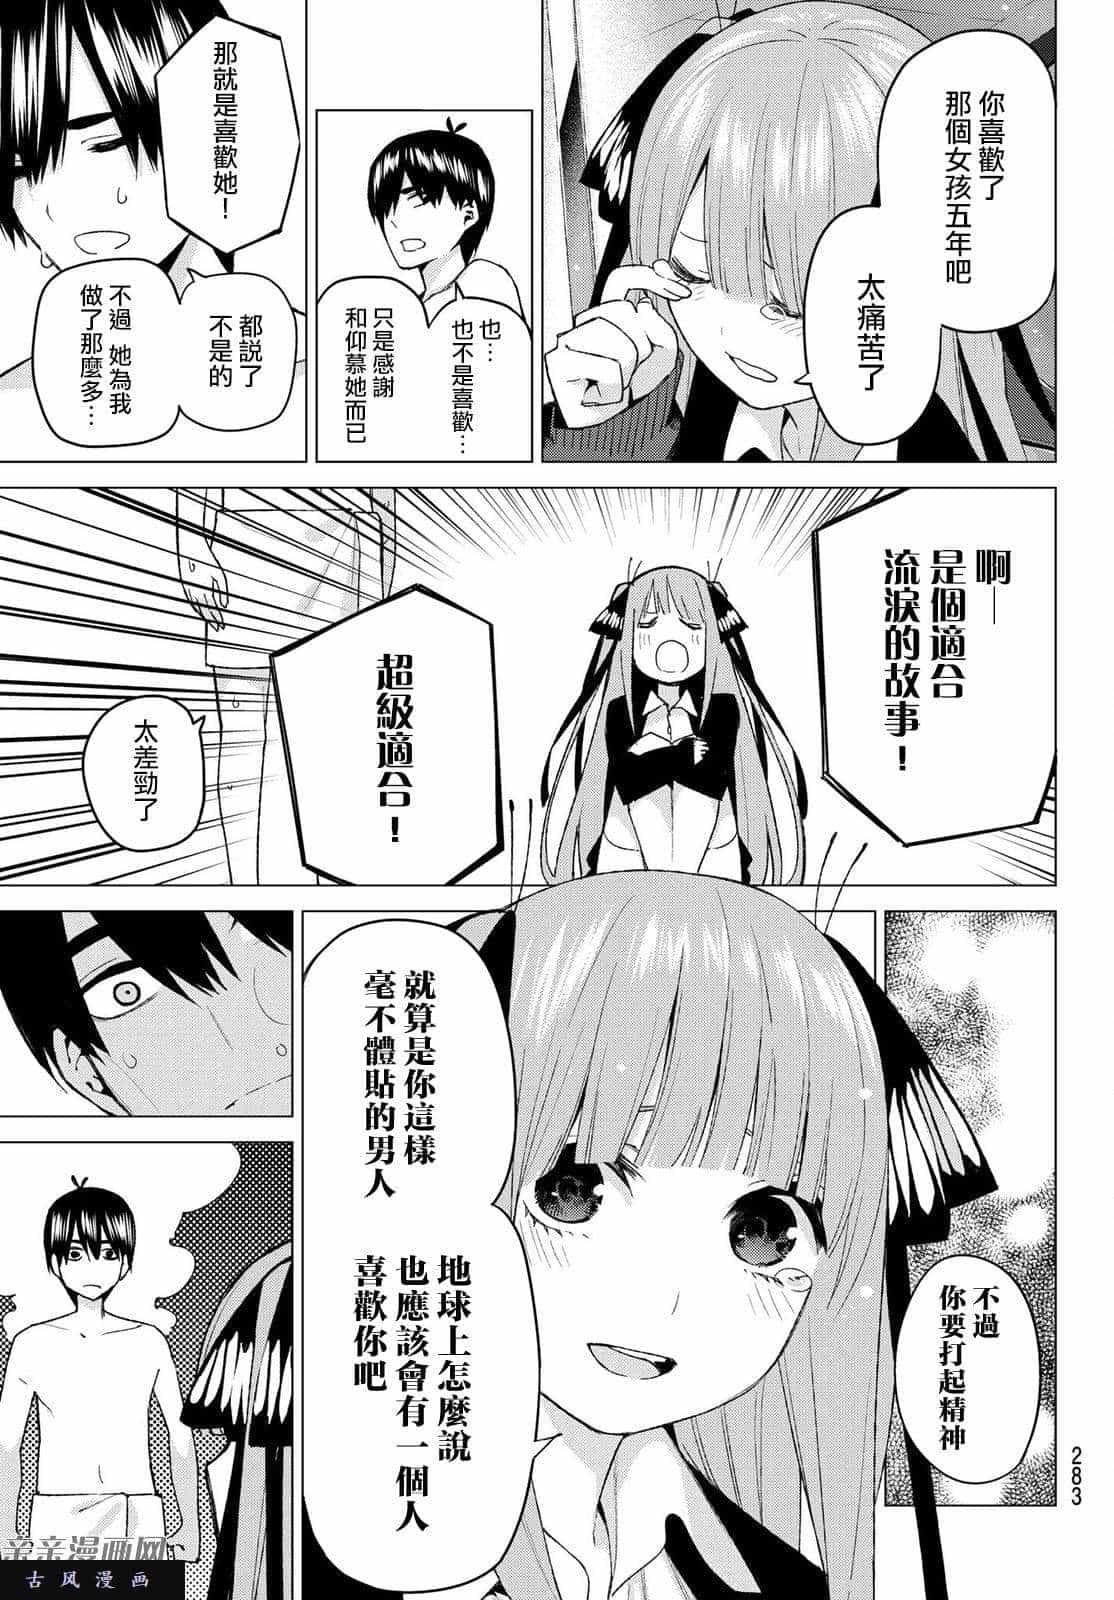 你喜歡了
那個女孩五年吧
太痛苦了
也…
也不是喜歡…
只是感謝
和仰慕她而已
那就是喜歡她！
都説了
不是的
不過 她為我
做了那麼多…
啊—
是個適合
流淚的故事！
超級適合！
太差勁了
不過
你要打起精神
就算是你這樣
毫不體貼的男人
地球上怎麼說
也應該會有一個人
喜歡你吧
283
亲亲漫画网
古风漫画